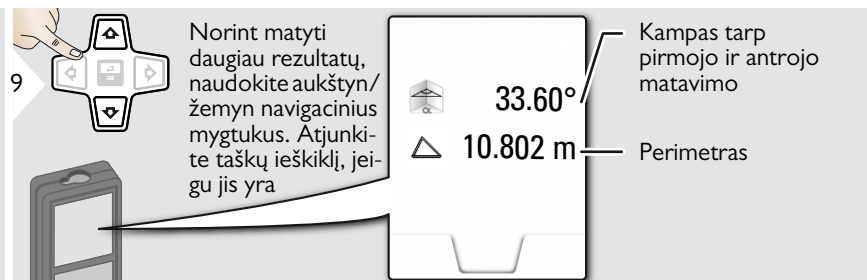 9
Norint matyti
daugiau rezultatų,
naudokite aukštyn/
žemyn navigacinius
mygtukus. Atjunki-
te taškų ieškiklį, jei-
gu jis yra
α
33.60°
10.802 m
Kampas tarp
pirmojo ir antrojo
matavimo
Perimetras